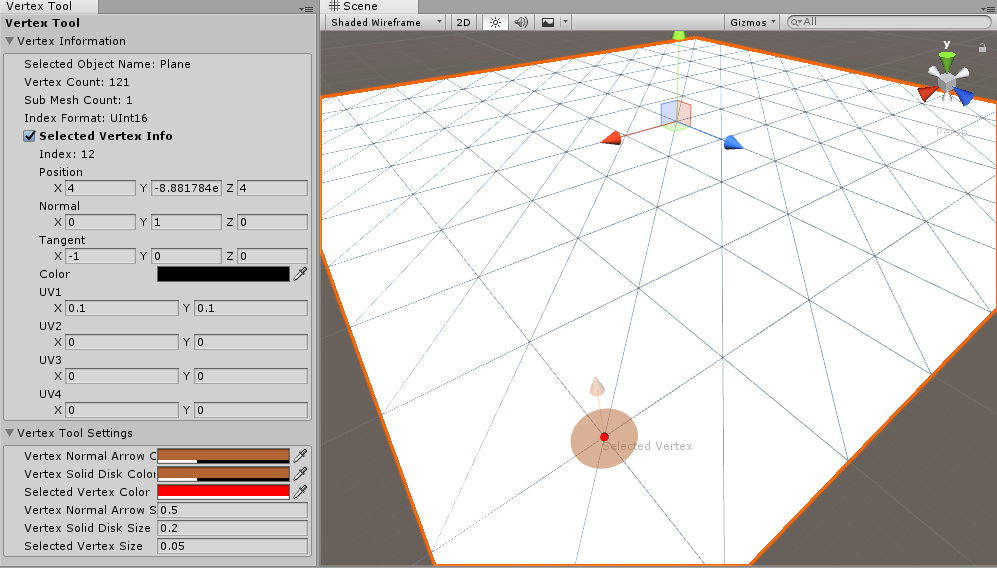 Vertex Tool
Vertex Tool
Vertex Information
Selected Object Name: Plane
Vertex Count: 121
Sub Mesh Count: 1
Index Format: UInt16
Selected Vertex Info
Index: 12
Position
X 4 Y -8.881784e Z 4
Normal
X 0 Y 1 Z 0
Tangent
X -1 Y 0 Z 0
Color
UV1
X 0.1 Y 0.1
UV2
X 0 Y 0
UV3
X 0 Y 0
UV4
X 0 Y 0
Vertex Tool Settings
Vertex Normal Arrow C
Vertex Solid Disk Color
Selected Vertex Color
Vertex Normal Arrow S 0.5
Vertex Solid Disk Size 0.2
Selected Vertex Size 0.05
Scene
Shaded Wireframe 2D Gizmos All
y
Persp
Selected Vertex